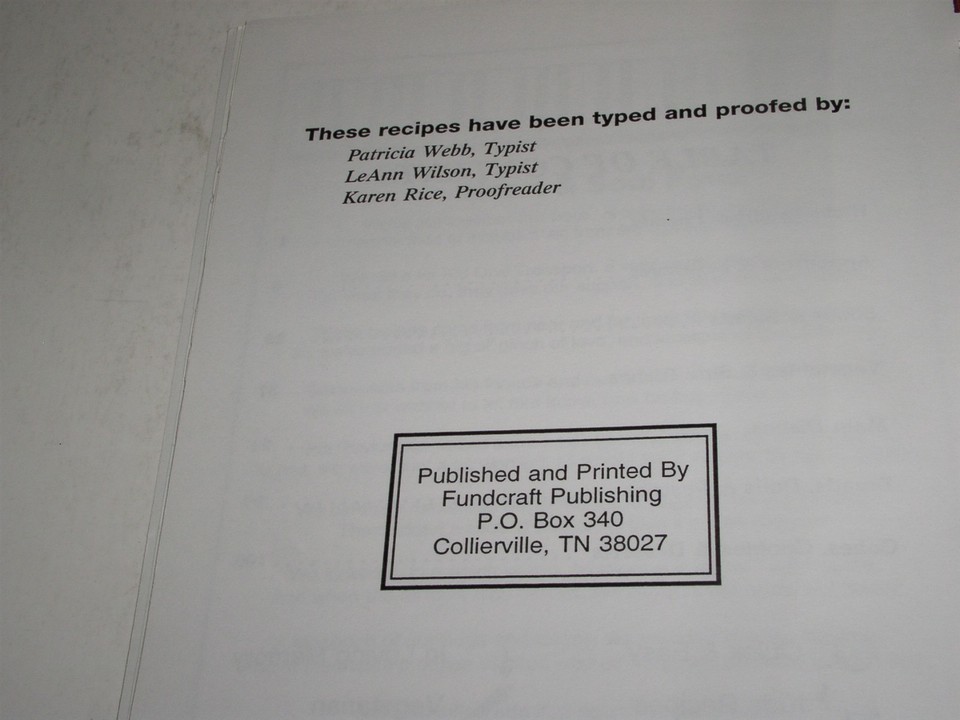 These recipes have been typed and proofed by:
Patricia Webb, Typist
LeAnn Wilson, Typist
Karen Rice, Proofreader
Published and Printed By
Fundcraft Publishing
P.O. Box 340
Collierville, TN 38027